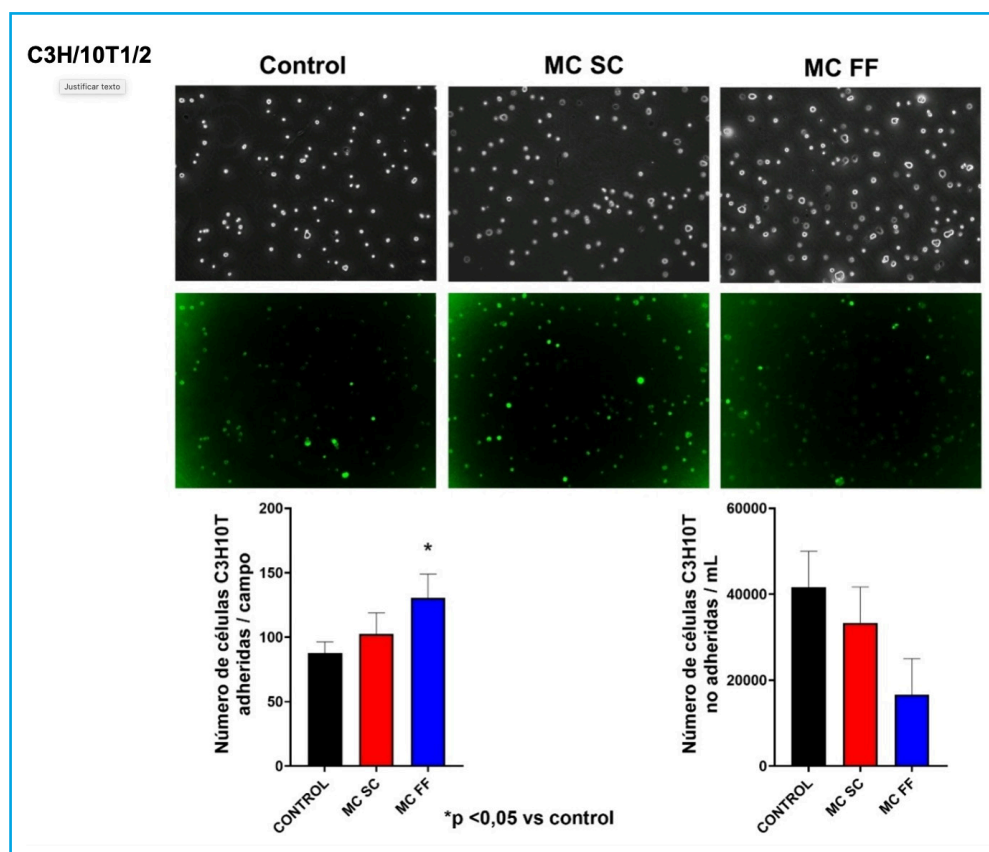 C3H/10T1/2
Justificar texto
Control
MC SC
MC FF
Número de células C3H10T
adheridas / campo
200
150
100
50
0
*
CONTROL
MC SC
MC FF
*p <0,05 vs control
Número de células C3H10T
no adheridas / mL
60000
40000
20000
0
CONTROL
MC SC
MC FF